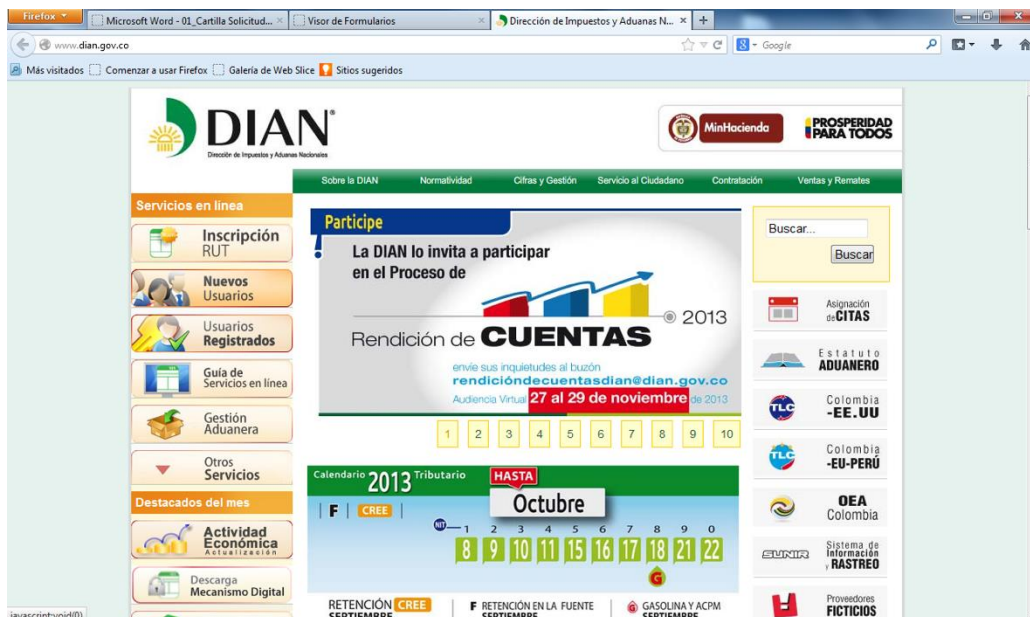 Firefox
Microsoft Word - 01_Cartilla Solicitud...
Visor de Formularios
Dirección de Impuestos y Aduanas N...
www.dian.gov.co
Google
Más visitados
Comenzar a usar Firefox
Galería de Web Slice
Sitios sugeridos
DIAN
Dirección de Impuestos y Aduanas Nacionales
MinHacienda
PROSPERIDAD
PARA TODOS
Sobre la DIAN
Normatividad
Cifras y Gestión
Servicio al Ciudadano
Contratación
Ventas y Remates
Servicios en línea
Inscripción
RUT
Nuevos
Usuarios
Usuarios
Registrados
Guía de
Servicios en línea
Gestión
Aduanera
Otros
Servicios
Destacados del mes
Actividad
Económica
Actualización
Descarga
Mecanismo Digital
Participe
La DIAN lo invita a participar
en el Proceso de
2013
Rendición de CUENTAS
envíe sus inquietudes al buzón
rendicióndecuentasdian@dian.gov.co
Audiencia Virtual 27 al 29 de noviembre de 2013
1 2 3 4 5 6 7 8 9 10
Calendario 2013 Tributario
HASTA
Octubre
F CREE
NIT 1 2 3 4 5 6 7 8 9 0
8 9 10 11 15 16 17 18 21 22
G
RETENCIÓN CREE
SEPTIEMBRE
F RETENCIÓN EN LA FUENTE
SEPTIEMBRE
G GASOLINA Y ACPM
SEPTIEMBRE
Buscar...
Buscar
Asignación
de CITAS
Estatuto
ADUANERO
TLC
Colombia
-EE.UU
TLC
Colombia
-EU-PERÚ
OEA
Colombia
SUNIR
Sistema de
Información
y RASTREO
Proveedores
FICTICIOS
javascript:void(0)